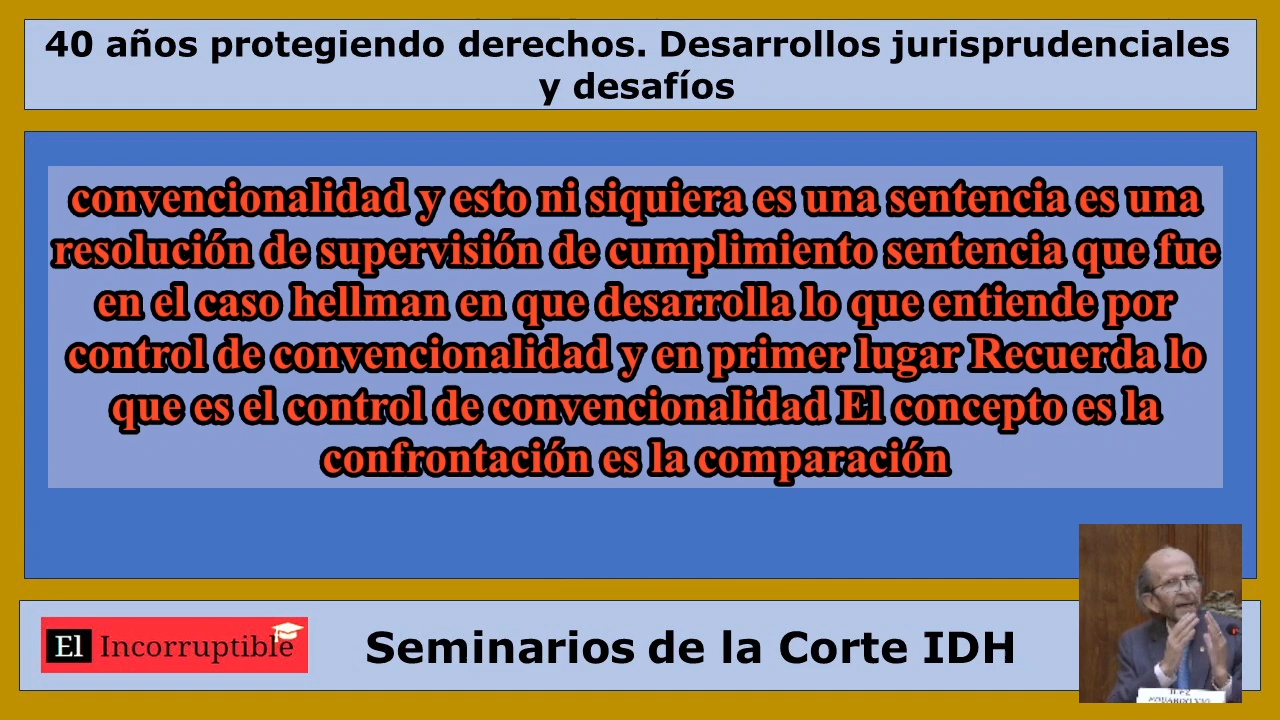 40 años protegiendo derechos. Desarrollos jurisprudenciales
y desafíos
convencionalidad y esto ni siquiera es una sentencia es una
resolución de supervisión de cumplimiento sentencia que fue
en el caso hellman en que desarrolla lo que entiende por
control de convencionalidad y en primer lugar Recuerda lo
que es el control de convencionalidad El concepto es la
confrontación es la comparación
El Incorruptible
Seminarios de la Corte IDH